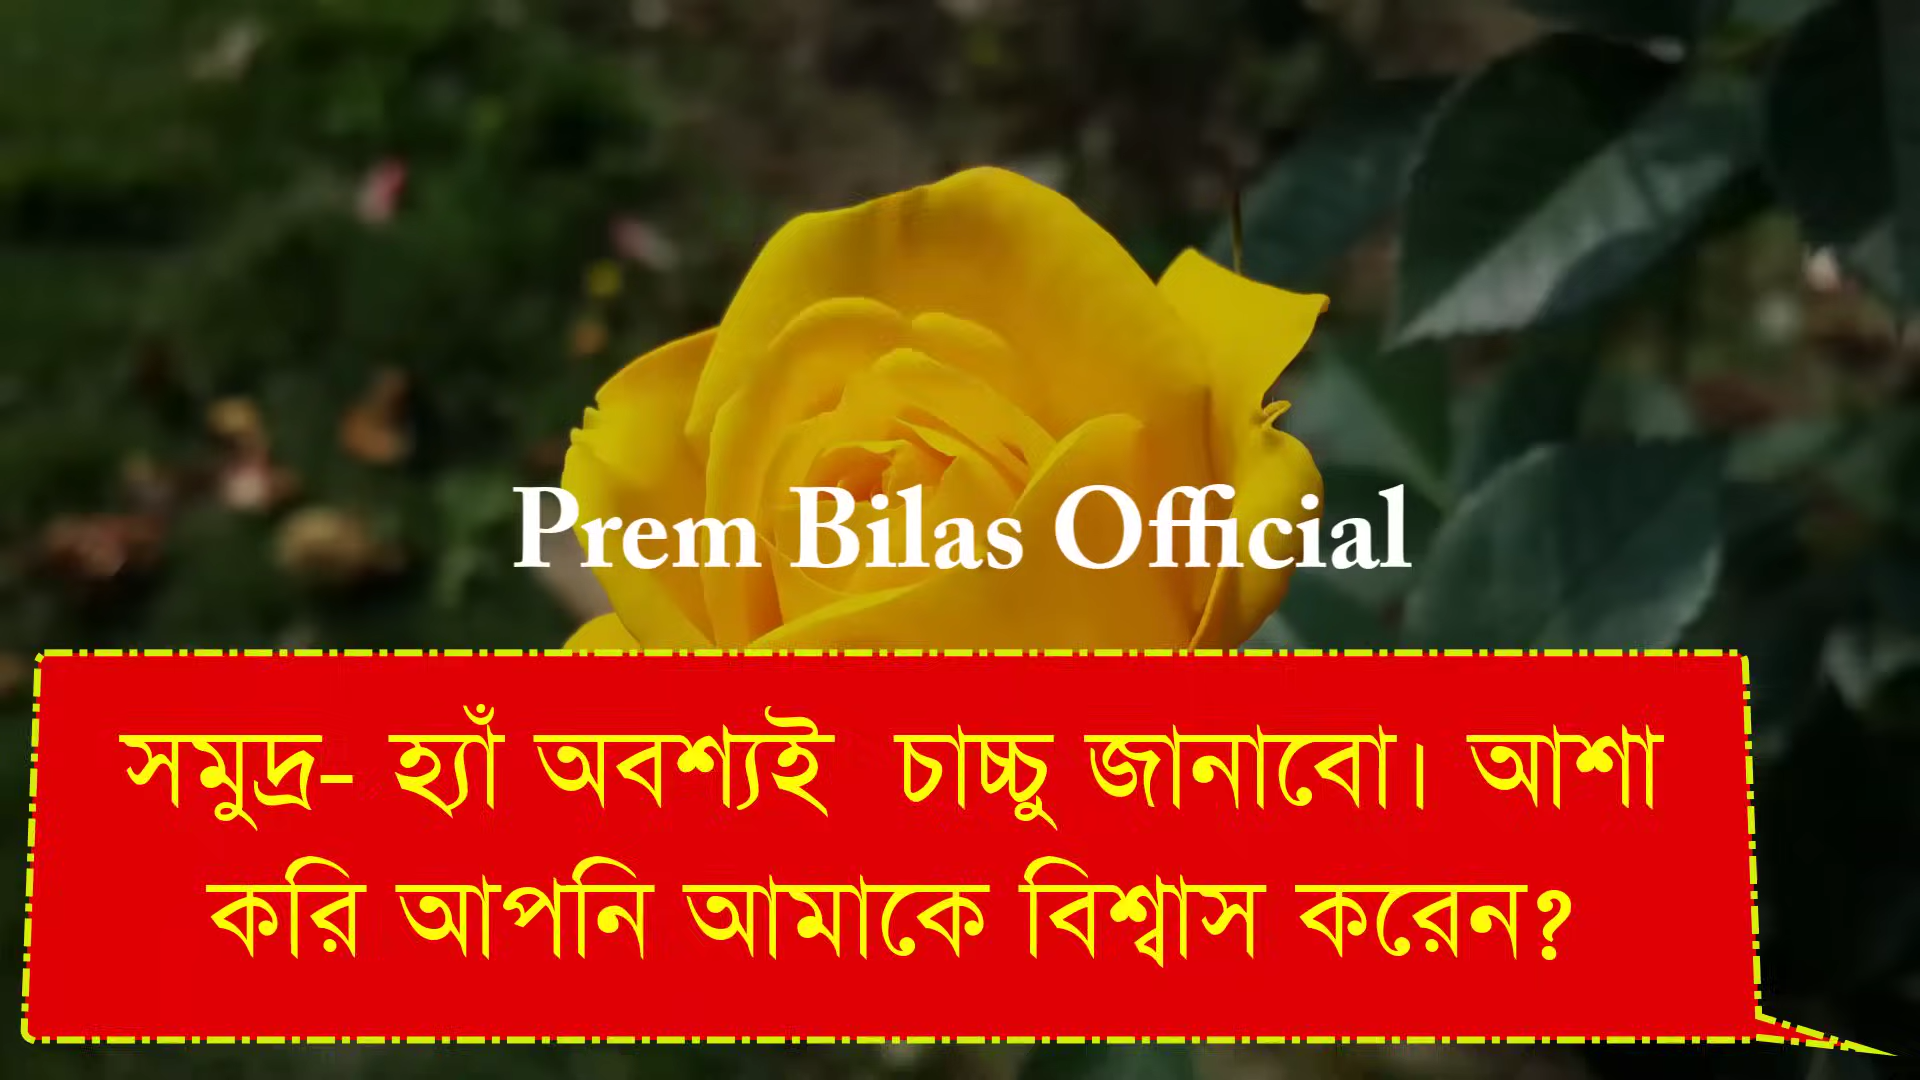 Prem Bilas Official
সমুদ্র- হ্যাঁ অবশ্যই চাচ্চু জানাবো। আশা
করি আপনি আমাকে বিশ্বাস করেন?